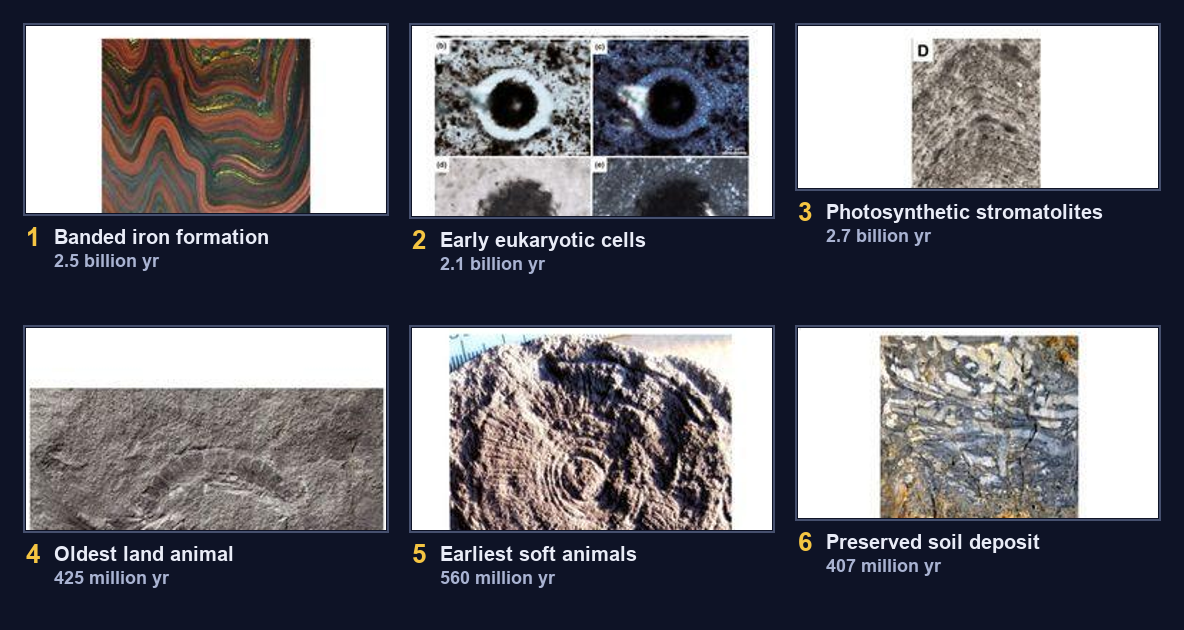 (b)
(c)
(d)
(e)
D
1 Banded iron formation
2.5 billion yr
2 Early eukaryotic cells
2.1 billion yr
3 Photosynthetic stromatolites
2.7 billion yr
4 Oldest land animal
425 million yr
5 Earliest soft animals
560 million yr
6 Preserved soil deposit
407 million yr